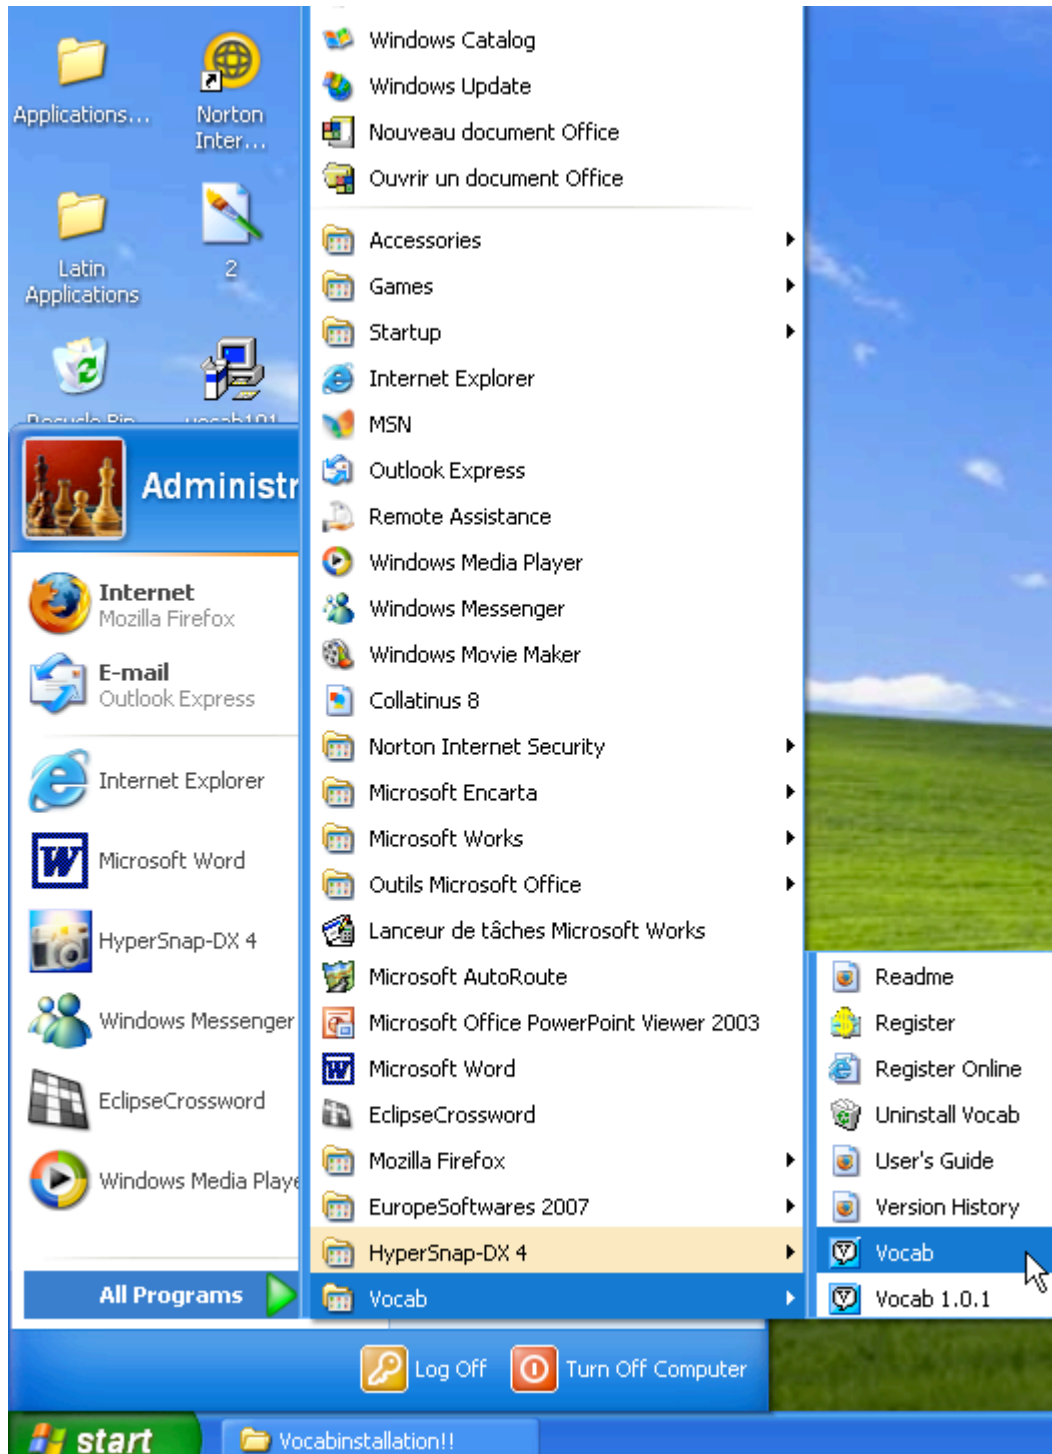 Applications...
Norton
Inter...
Latin
Applications
2
Recycle Bin
vocab101
Administr
Internet
Mozilla Firefox
E-mail
Outlook Express
Internet Explorer
Microsoft Word
HyperSnap-DX 4
Windows Messenger
EclipseCrossword
Windows Media Playe
All Programs
Windows Catalog
Windows Update
Nouveau document Office
Ouvrir un document Office
Accessories
Games
Startup
Internet Explorer
MSN
Outlook Express
Remote Assistance
Windows Media Player
Windows Messenger
Windows Movie Maker
Collatinus 8
Norton Internet Security
Microsoft Encarta
Microsoft Works
Outils Microsoft Office
Lanceur de tâches Microsoft Works
Microsoft AutoRoute
Microsoft Office PowerPoint Viewer 2003
Microsoft Word
EclipseCrossword
Mozilla Firefox
EuropeSoftwares 2007
HyperSnap-DX 4
Vocab
Readme
Register
Register Online
Uninstall Vocab
User's Guide
Version History
Vocab
Vocab 1.0.1
Log Off
Turn Off Computer
start
Vocabinstallation!!